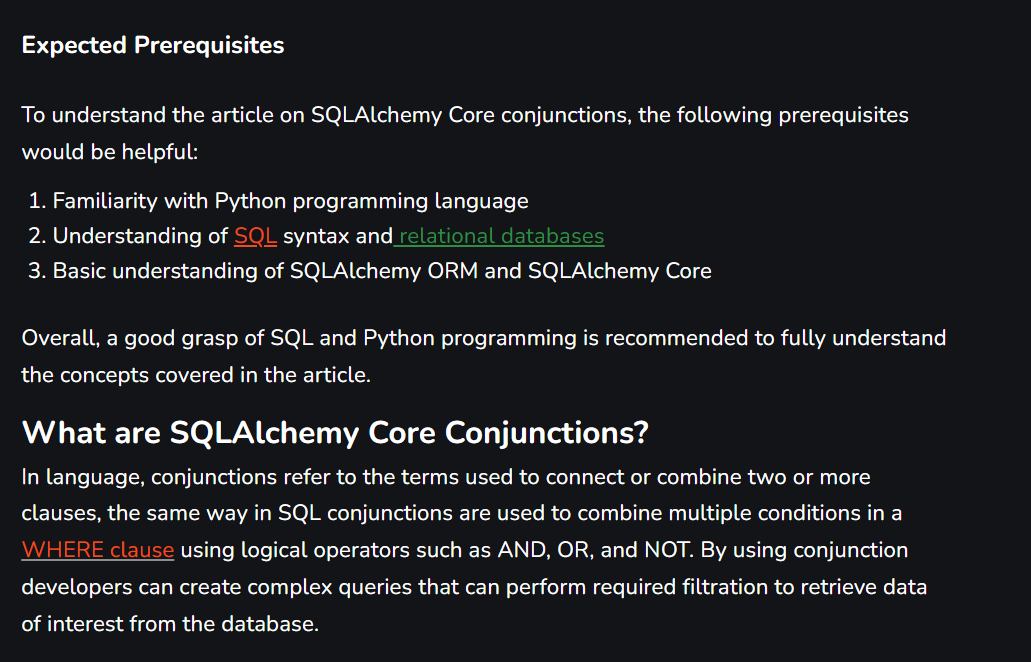 Expected Prerequisites
To understand the article on SQLAlchemy Core conjunctions, the following prerequisites
would be helpful:
1. Familiarity with Python programming language
2. Understanding of SQL syntax and relational databases
3. Basic understanding of SQLAlchemy ORM and SQLAlchemy Core
Overall, a good grasp of SQL and Python programming is recommended to fully understand
the concepts covered in the article.
What are SQLAlchemy Core Conjunctions?
In language, conjunctions refer to the terms used to connect or combine two or more
clauses, the same way in SQL conjunctions are used to combine multiple conditions in a
WHERE clause using logical operators such as AND, OR, and NOT. By using conjunction
developers can create complex queries that can perform required filtration to retrieve data
of interest from the database.